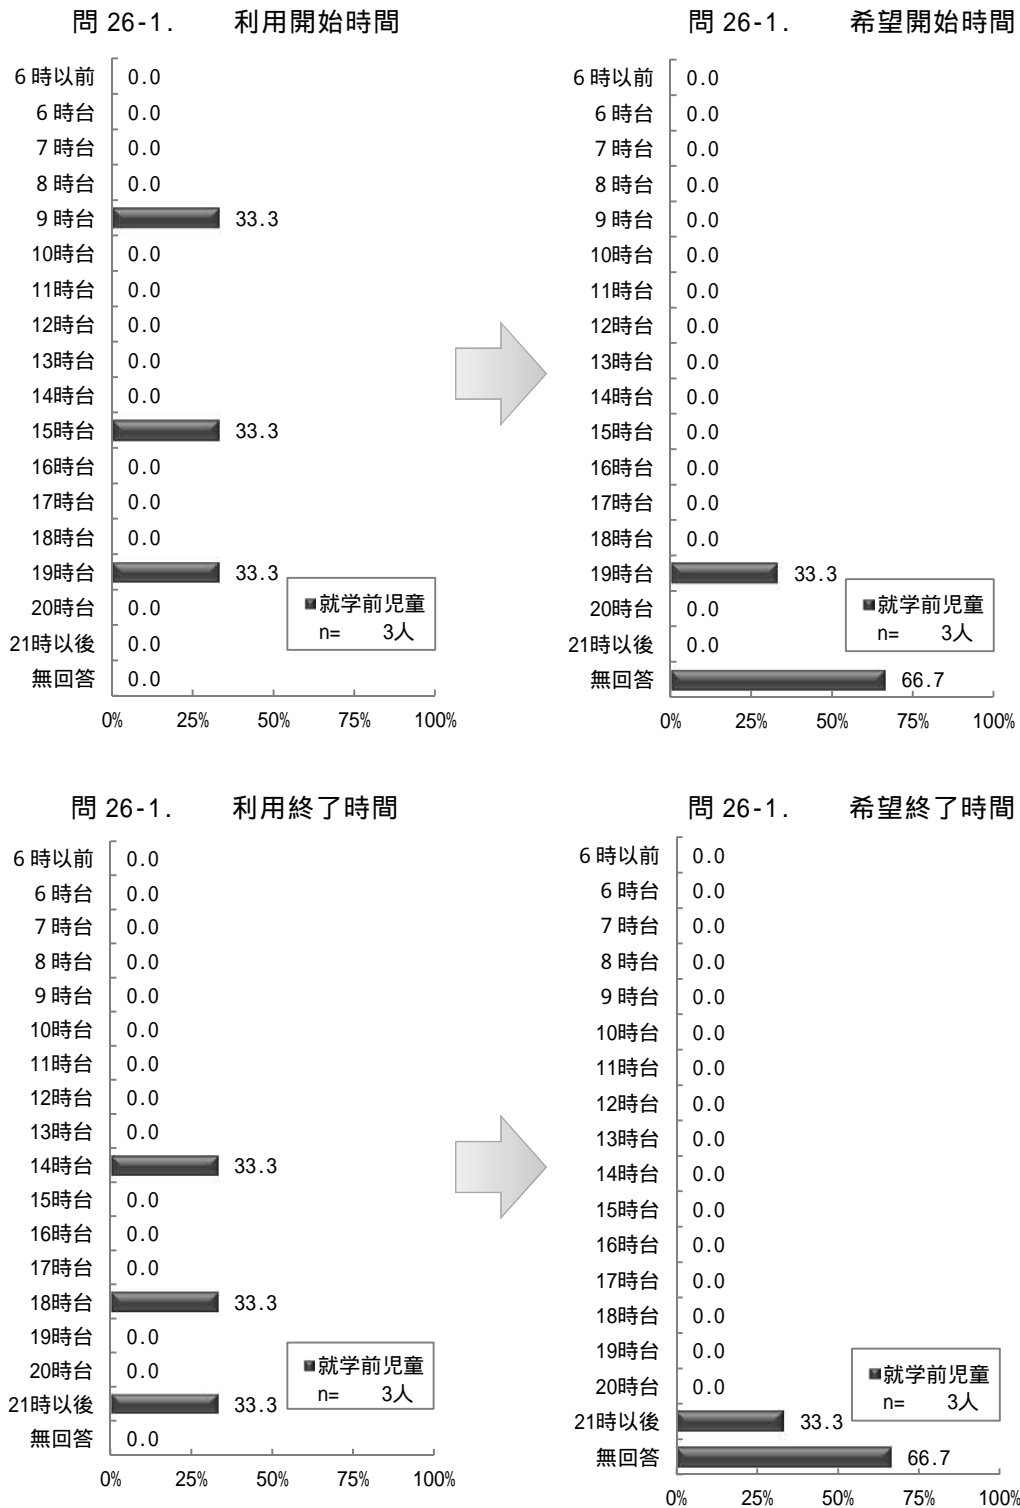 問 26-1. 利用開始時間
6 時以前 0.0
6 時台 0.0
7 時台 0.0
8 時台 0.0
9 時台 33.3
10時台 0.0
11時台 0.0
12時台 0.0
13時台 0.0
14時台 0.0
15時台 33.3
16時台 0.0
17時台 0.0
18時台 0.0
19時台 33.3
20時台 0.0
21時以後 0.0
無回答 0.0
■就学前児童
n= 3人
0% 25% 50% 75% 100%
問 26-1. 希望開始時間
6 時以前 0.0
6 時台 0.0
7 時台 0.0
8 時台 0.0
9 時台 0.0
10時台 0.0
11時台 0.0
12時台 0.0
13時台 0.0
14時台 0.0
15時台 0.0
16時台 0.0
17時台 0.0
18時台 0.0
19時台 33.3
20時台 0.0
21時以後 0.0
無回答 66.7
■就学前児童
n= 3人
0% 25% 50% 75% 100%
問 26-1. 利用終了時間
6 時以前 0.0
6 時台 0.0
7 時台 0.0
8 時台 0.0
9 時台 0.0
10時台 0.0
11時台 0.0
12時台 0.0
13時台 0.0
14時台 33.3
15時台 0.0
16時台 0.0
17時台 0.0
18時台 33.3
19時台 0.0
20時台 0.0
21時以後 33.3
無回答 0.0
■就学前児童
n= 3人
0% 25% 50% 75% 100%
問 26-1. 希望終了時間
6 時以前 0.0
6 時台 0.0
7 時台 0.0
8 時台 0.0
9 時台 0.0
10時台 0.0
11時台 0.0
12時台 0.0
13時台 0.0
14時台 0.0
15時台 0.0
16時台 0.0
17時台 0.0
18時台 0.0
19時台 0.0
20時台 0.0
21時以後 33.3
無回答 66.7
■就学前児童
n= 3人
0% 25% 50% 75% 100%